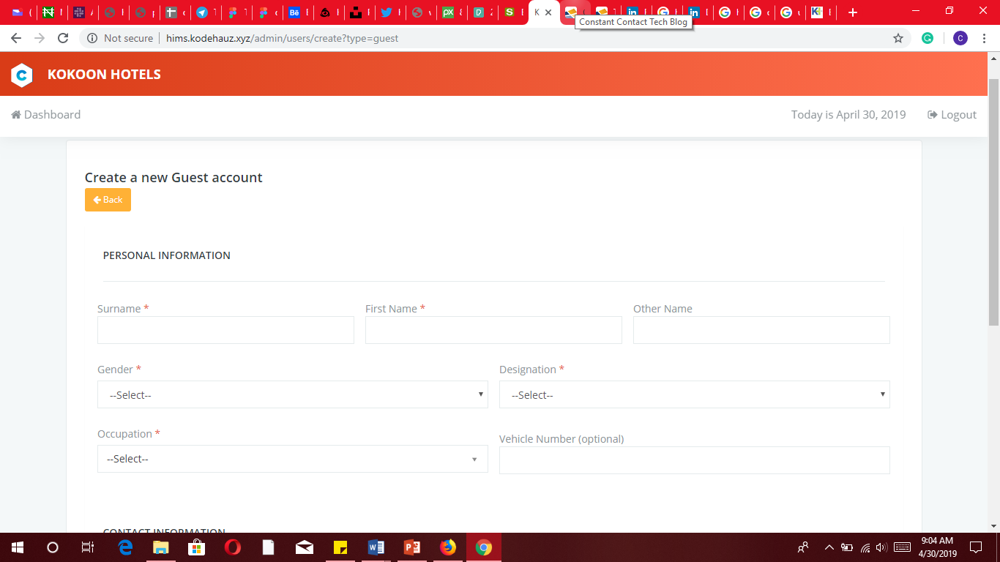 Constant Contact Tech Blog
Not secure hims.kodehauz.xyz/admin/users/create?type=guest
KOKOON HOTELS
Dashboard Today is April 30, 2019 Logout
Create a new Guest account
Back
PERSONAL INFORMATION
Surname * First Name * Other Name
Gender * Designation *
--Select-- --Select--
Occupation * Vehicle Number (optional)
--Select--
CONTACT INFORMATION
9:04 AM
4/30/2019